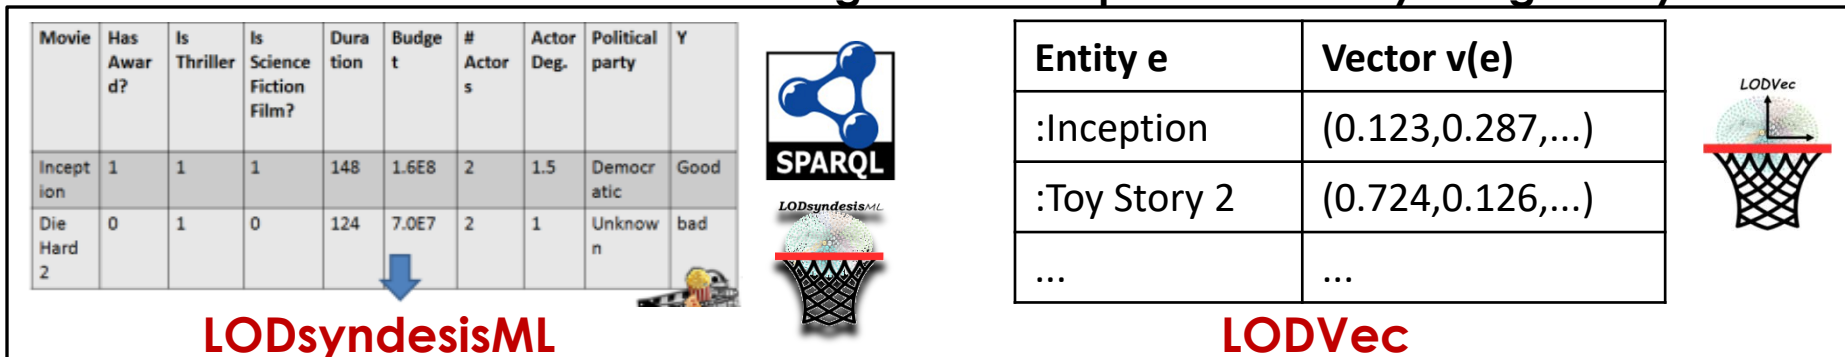 Movie Has Awar d? Is Thriller Is Science Fiction Film? Dura tion Budge t # Actor s Actor Deg. Political party Y
Incept ion 1 1 1 148 1.6E8 2 1.5 Democr atic Good
Die Hard 2 0 1 0 124 7.0E7 2 1 Unknow n bad
LODsyndesisML
SPARQL
LODsyndesisML
Entity e Vector v(e)
:Inception (0.123,0.287,...)
:Toy Story 2 (0.724,0.126,...)
... ...
LODVec
LODVec